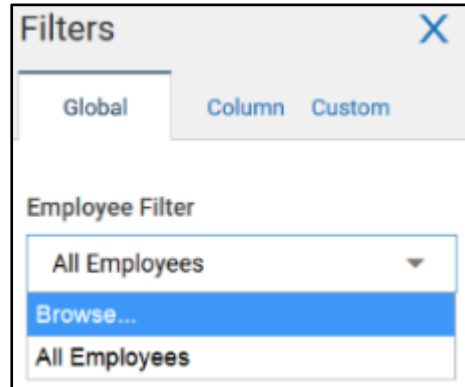 Filters X
Global Column Custom
Employee Filter
All Employees
Browse...
All Employees